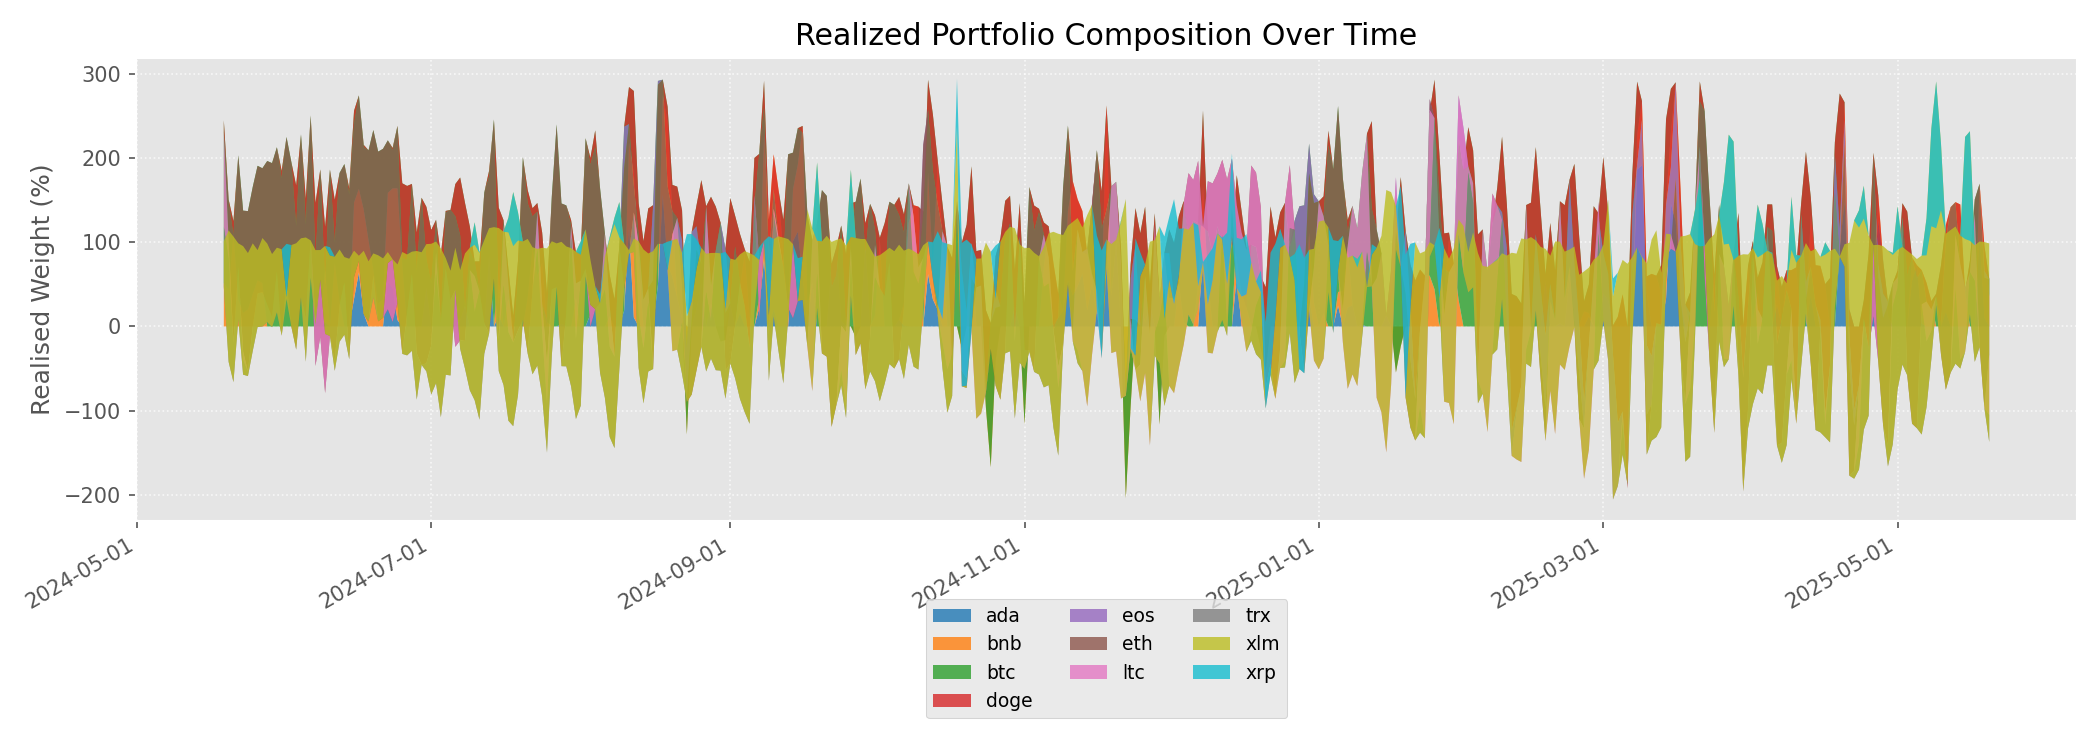 Realized Portfolio Composition Over Time
Realised Weight (%)
300
200
100
0
−100
−200
2024-05-01
2024-07-01
2024-09-01
2024-11-01
2025-01-01
2025-03-01
2025-05-01
ada
bnb
btc
doge
eos
eth
ltc
trx
xlm
xrp